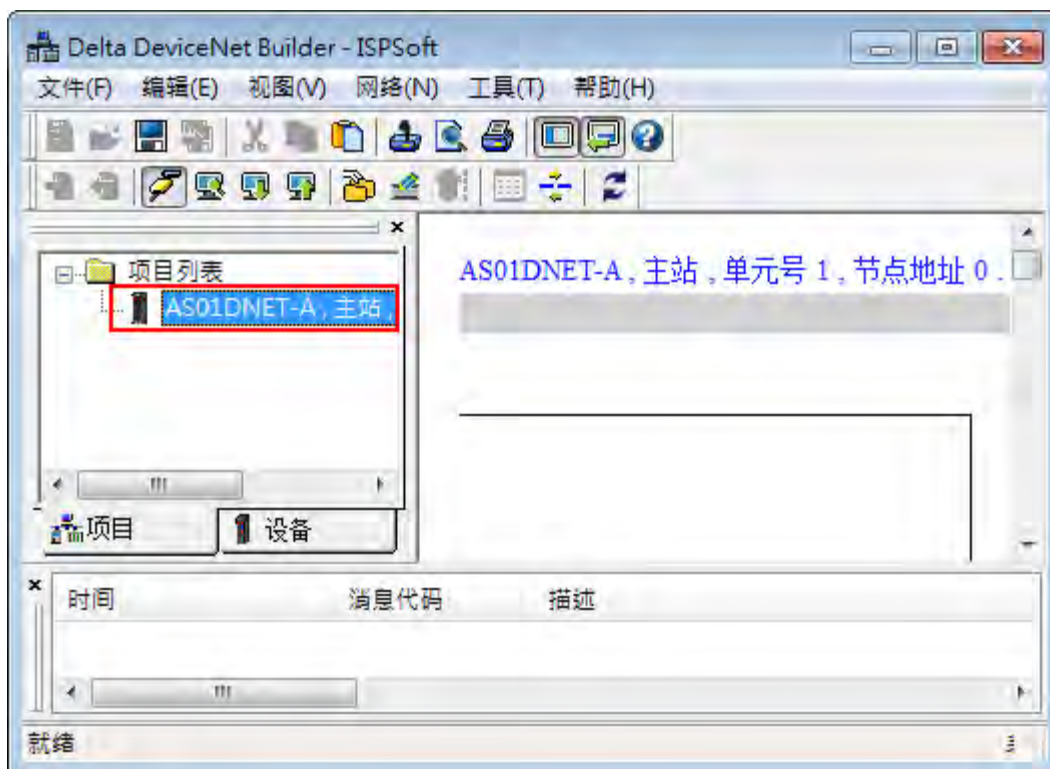 Delta DeviceNet Builder - ISPSoft
文件(F) 编辑(E) 视图(V) 网络(N) 工具(T) 帮助(H)
项目列表
AS01DNET-A , 主站 ,
项目 设备
AS01DNET-A , 主站 , 单元号 1 , 节点地址 0 .
时间 消息代码 描述
就绪